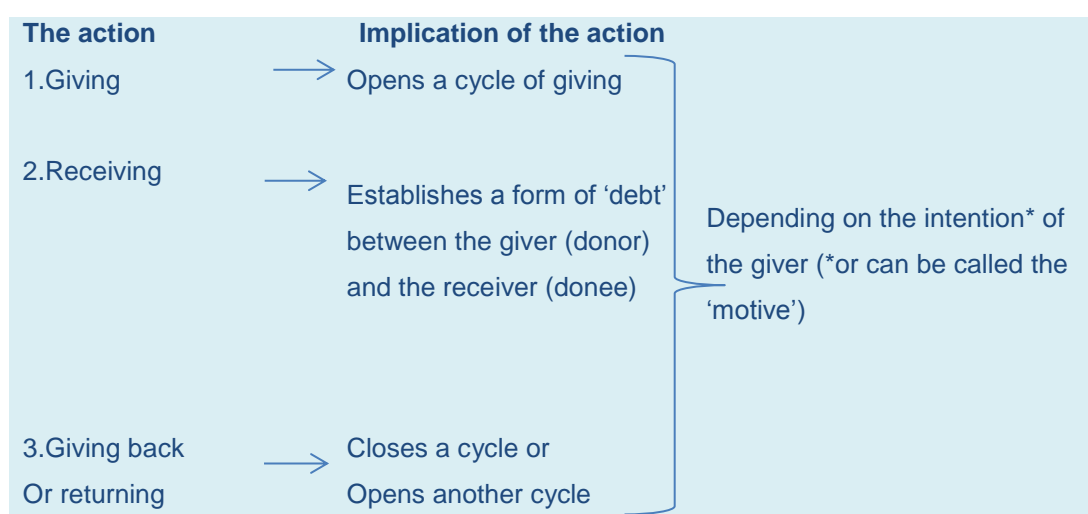 The action Implication of the action
1.Giving Opens a cycle of giving
2.Receiving
Establishes a form of ‘debt’
between the giver (donor)
and the receiver (donee)
Depending on the intention* of
the giver (*or can be called the
‘motive’)
3.Giving back Closes a cycle or
Or returning Opens another cycle